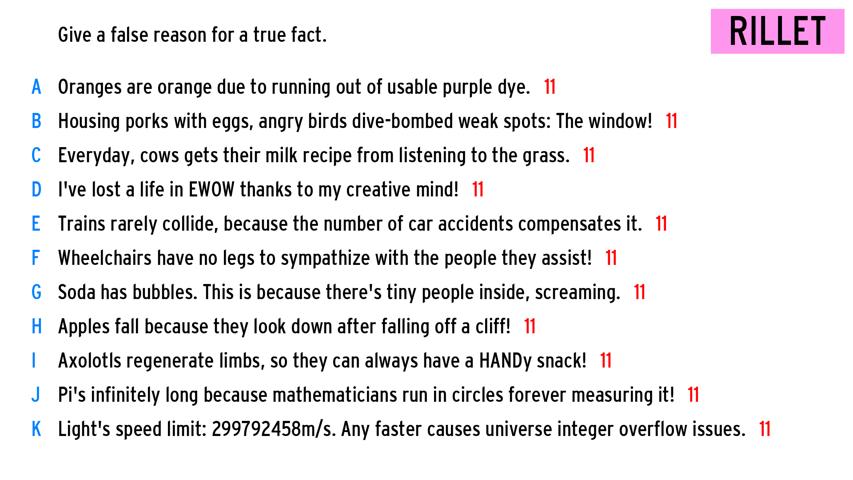 Give a false reason for a true fact.
RILLET
A Oranges are orange due to running out of usable purple dye. 11
B Housing porks with eggs, angry birds dive-bombed weak spots: The window! 11
C Everyday, cows gets their milk recipe from listening to the grass. 11
D I've lost a life in EWOW thanks to my creative mind! 11
E Trains rarely collide, because the number of car accidents compensates it. 11
F Wheelchairs have no legs to sympathize with the people they assist! 11
G Soda has bubbles. This is because there's tiny people inside, screaming. 11
H Apples fall because they look down after falling off a cliff! 11
I Axolotls regenerate limbs, so they can always have a HANDy snack! 11
J Pi's infinitely long because mathematicians run in circles forever measuring it! 11
K Light's speed limit: 299792458m/s. Any faster causes universe integer overflow issues. 11